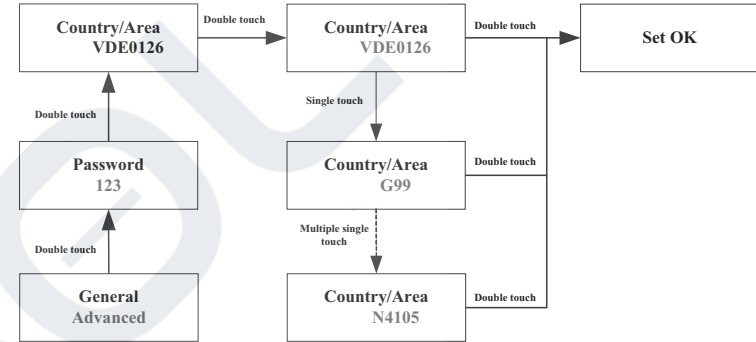 Country/Area
VDE0126
Double touch
Country/Area
VDE0126
Double touch
Set OK
Double touch
Single touch
Password
123
Country/Area
G99
Double touch
Double touch
Multiple single
touch
General
Advanced
Country/Area
N4105
Double touch